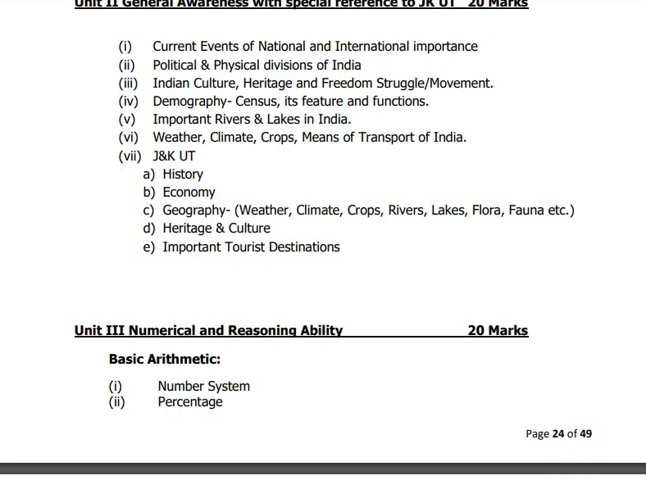 Unit II General Awareness with special reference to JK UT 20 Marks
(i) Current Events of National and International importance
(ii) Political & Physical divisions of India
(iii) Indian Culture, Heritage and Freedom Struggle/Movement.
(iv) Demography- Census, its feature and functions.
(v) Important Rivers & Lakes in India.
(vi) Weather, Climate, Crops, Means of Transport of India.
(vii) J&K UT
a) History
b) Economy
c) Geography- (Weather, Climate, Crops, Rivers, Lakes, Flora, Fauna etc.)
d) Heritage & Culture
e) Important Tourist Destinations
Unit III Numerical and Reasoning Ability 20 Marks
Basic Arithmetic:
(i) Number System
(ii) Percentage
Page 24 of 49